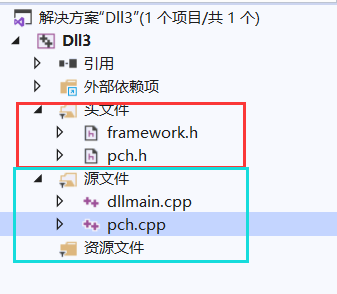 解决方案"Dll3"(1 个项目/共 1 个)
Dll3
引用
外部依赖项
头文件
framework.h
pch.h
源文件
dllmain.cpp
pch.cpp
资源文件